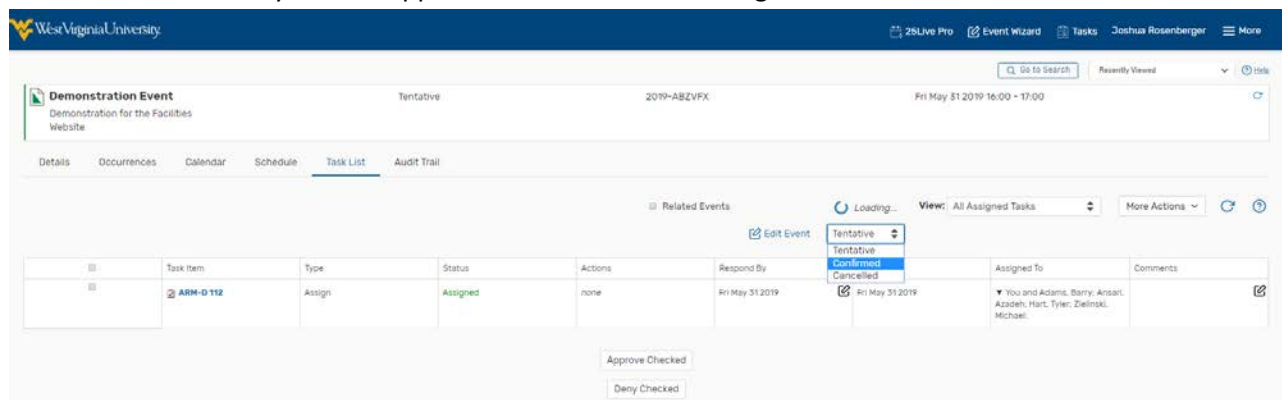 WestVirginiaUniversity.
25Live Pro Event Wizard Tasks Joshua Rosenberger More
Go to Search Recently Viewed Help
Demonstration Event Tentative 2019-ABZVFX Fri May 31 2019 16:00 - 17:00
Demonstration for the Facilities
Website
Details Occurrences Calendar Schedule Task List Audit Trail
Related Events Loading... View: All Assigned Tasks More Actions
Edit Event Tentative
Tentative
Confirmed
Cancelled
Task Item Type Status Actions Respond By Assigned To Comments
ARM-D 112 Assign Assigned none Fri May 31 2019 Fri May 31 2019 ▼ You and Adams, Barry; Ansari,
Azadeh; Hart, Tyler; Zielinski,
Michael;
Approve Checked
Deny Checked